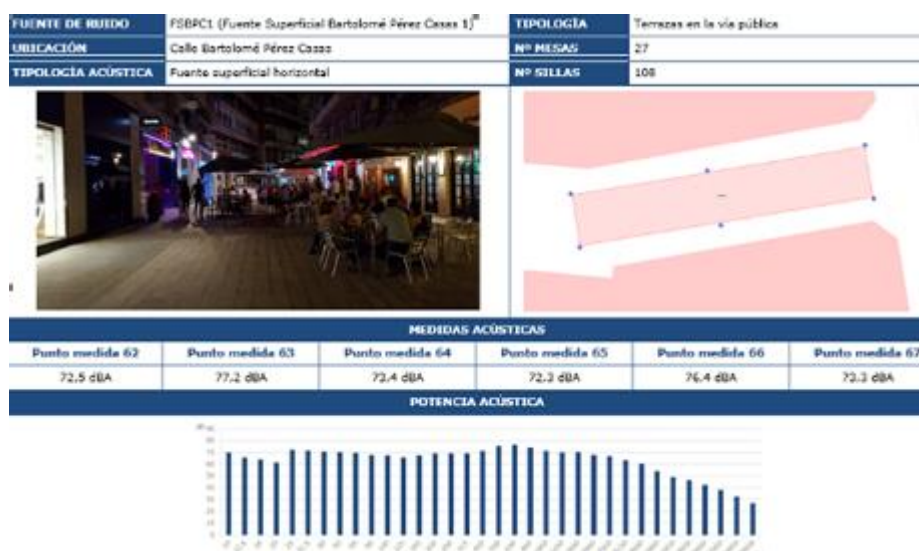 FUENTE DE RUIDO FSBPC1 (Fuente Superficial Bartolomé Pérez Casas 1) TIPOLOGÍA Terrazas en la vía pública
UBICACIÓN Calle Bartolomé Pérez Casas Nº MESAS 27
TIPOLOGÍA ACÚSTICA Fuente superficial horizontal Nº SILLAS 108
MEDIDAS ACÚSTICAS
Punto medida 62 Punto medida 63 Punto medida 64 Punto medida 65 Punto medida 66 Punto medida 67
72.5 dBA 77.2 dBA 73.4 dBA 72.3 dBA 76.4 dBA 73.3 dBA
POTENCIA ACÚSTICA